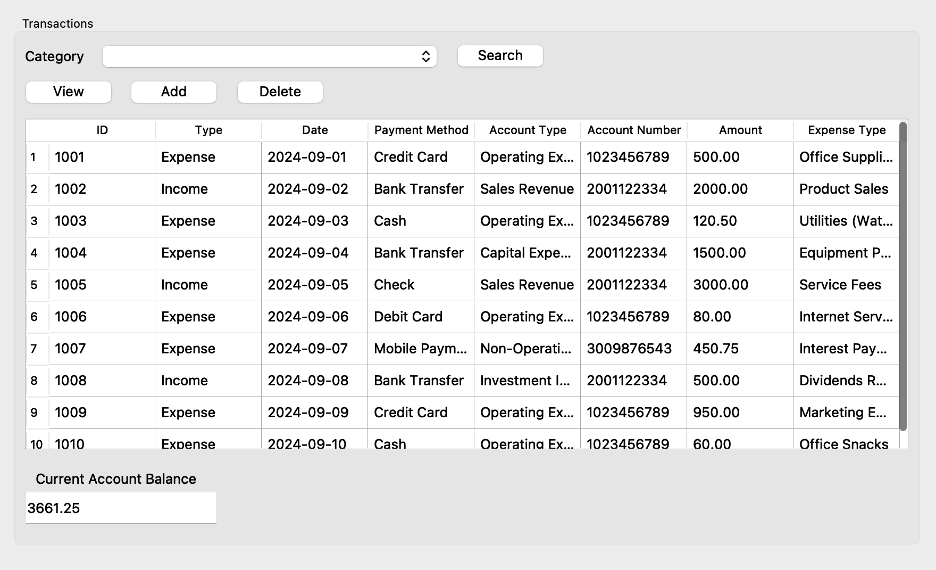 Transactions
Category Search
View Add Delete
ID Type Date Payment Method Account Type Account Number Amount Expense Type
1 1001 Expense 2024-09-01 Credit Card Operating Ex... 1023456789 500.00 Office Suppli...
2 1002 Income 2024-09-02 Bank Transfer Sales Revenue 2001122334 2000.00 Product Sales
3 1003 Expense 2024-09-03 Cash Operating Ex... 1023456789 120.50 Utilities (Wat...
4 1004 Expense 2024-09-04 Bank Transfer Capital Expe... 2001122334 1500.00 Equipment P...
5 1005 Income 2024-09-05 Check Sales Revenue 2001122334 3000.00 Service Fees
6 1006 Expense 2024-09-06 Debit Card Operating Ex... 1023456789 80.00 Internet Serv...
7 1007 Expense 2024-09-07 Mobile Paym... Non-Operati... 3009876543 450.75 Interest Pay...
8 1008 Income 2024-09-08 Bank Transfer Investment I... 2001122334 500.00 Dividends R...
9 1009 Expense 2024-09-09 Credit Card Operating Ex... 1023456789 950.00 Marketing E...
10 1010 Expense 2024-09-10 Cash Operating Ex... 1023456789 60.00 Office Snacks
Current Account Balance
3661.25